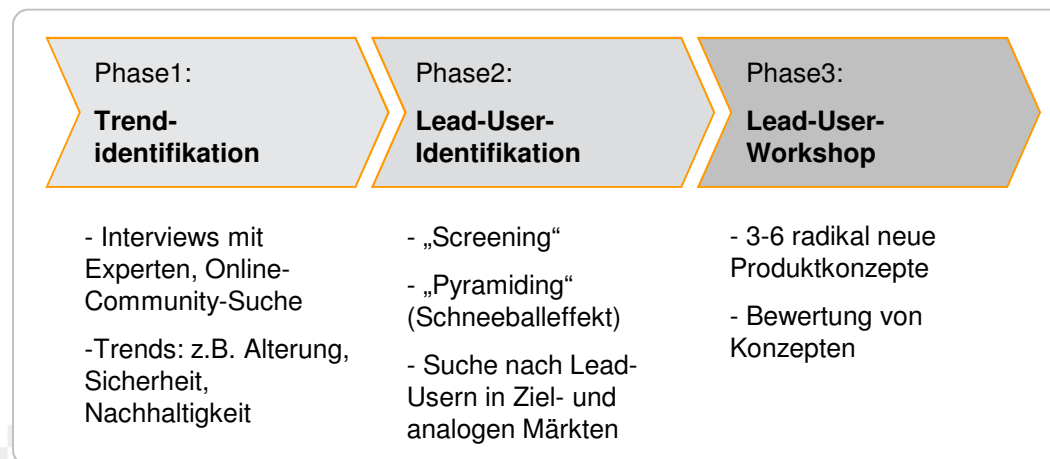 Phase1:
Trend-
identifikation
Phase2:
Lead-User-
Identifikation
Phase3:
Lead-User-
Workshop
- Interviews mit
Experten, Online-
Community-Suche
-Trends: z.B. Alterung,
Sicherheit,
Nachhaltigkeit
- „Screening“
- „Pyramiding“
(Schneeballeffekt)
- Suche nach Lead-
Usern in Ziel- und
analogen Märkten
- 3-6 radikal neue
Produktkonzepte
- Bewertung von
Konzepten